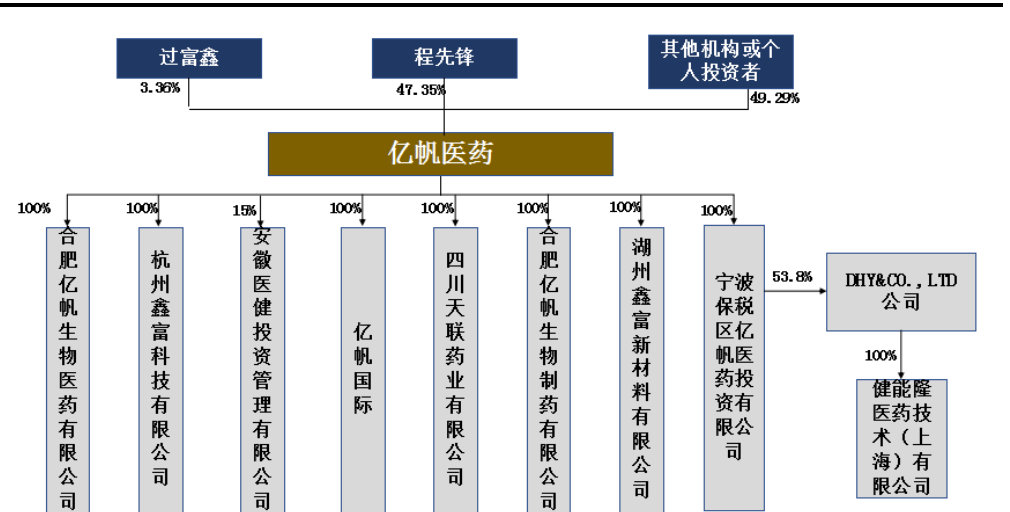 过富鑫
程先锋
其他机构或个
人投资者
3.36%
47.35%
49.29%
亿帆医药
100%
100%
15%
100%
100%
100%
100%
100%
合肥亿帆生物医药有限公司
杭州鑫富科技有限公司
安徽医健投资管理有限公司
亿帆国际
四川天联药业有限公司
合肥亿帆生物制药有限公司
湖州鑫富新材料有限公司
宁波
保税
区亿
帆医
药投
资有
限公
司
53.8%
DHY&CO.,LTD
公司
100%
健能隆
医药技
术（上
海）有
限公司